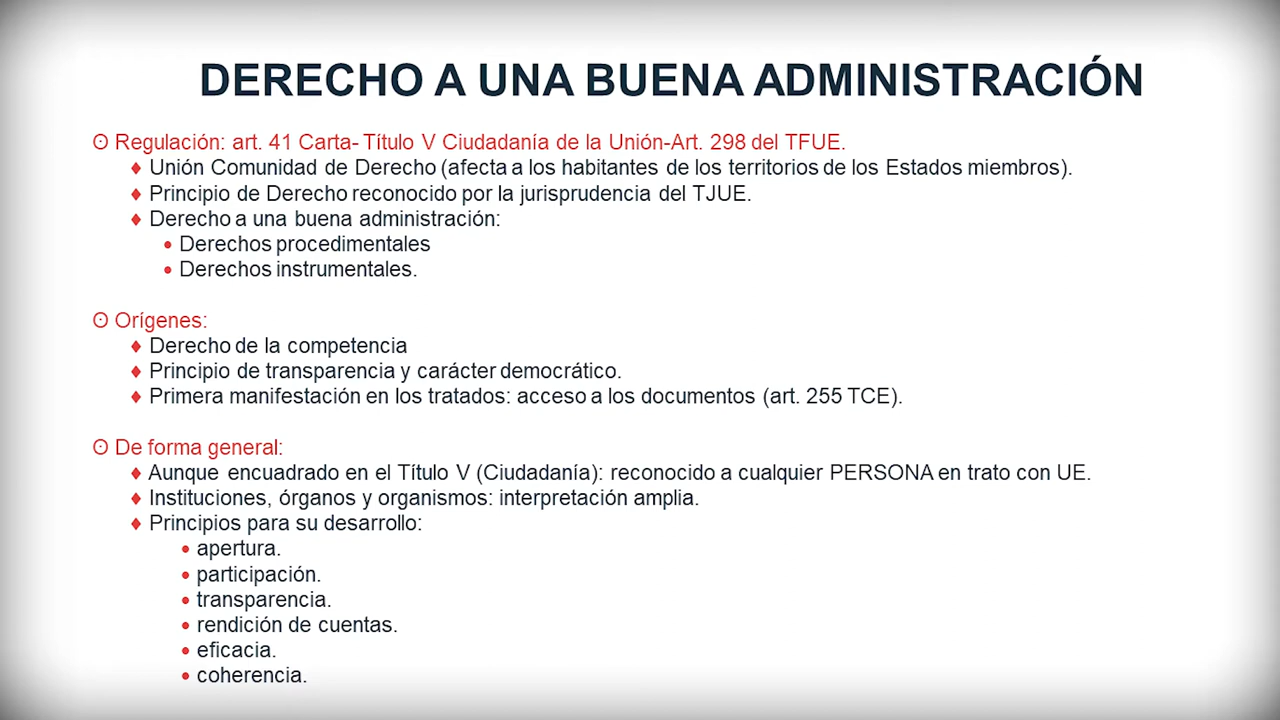 DERECHO A UNA BUENA ADMINISTRACIÓN
ʘ Regulación: art. 41 Carta- Título V Ciudadanía de la Unión-Art. 298 del TFUE.
♦ Unión Comunidad de Derecho (afecta a los habitantes de los territorios de los Estados miembros).
♦ Principio de Derecho reconocido por la jurisprudencia del TJUE.
♦ Derecho a una buena administración:
• Derechos procedimentales
• Derechos instrumentales.
ʘ Orígenes:
♦ Derecho de la competencia
♦ Principio de transparencia y carácter democrático.
♦ Primera manifestación en los tratados: acceso a los documentos (art. 255 TCE).
ʘ De forma general:
♦ Aunque encuadrado en el Título V (Ciudadanía): reconocido a cualquier PERSONA en trato con UE.
♦ Instituciones, órganos y organismos: interpretación amplia.
♦ Principios para su desarrollo:
• apertura.
• participación.
• transparencia.
• rendición de cuentas.
• eficacia.
• coherencia.